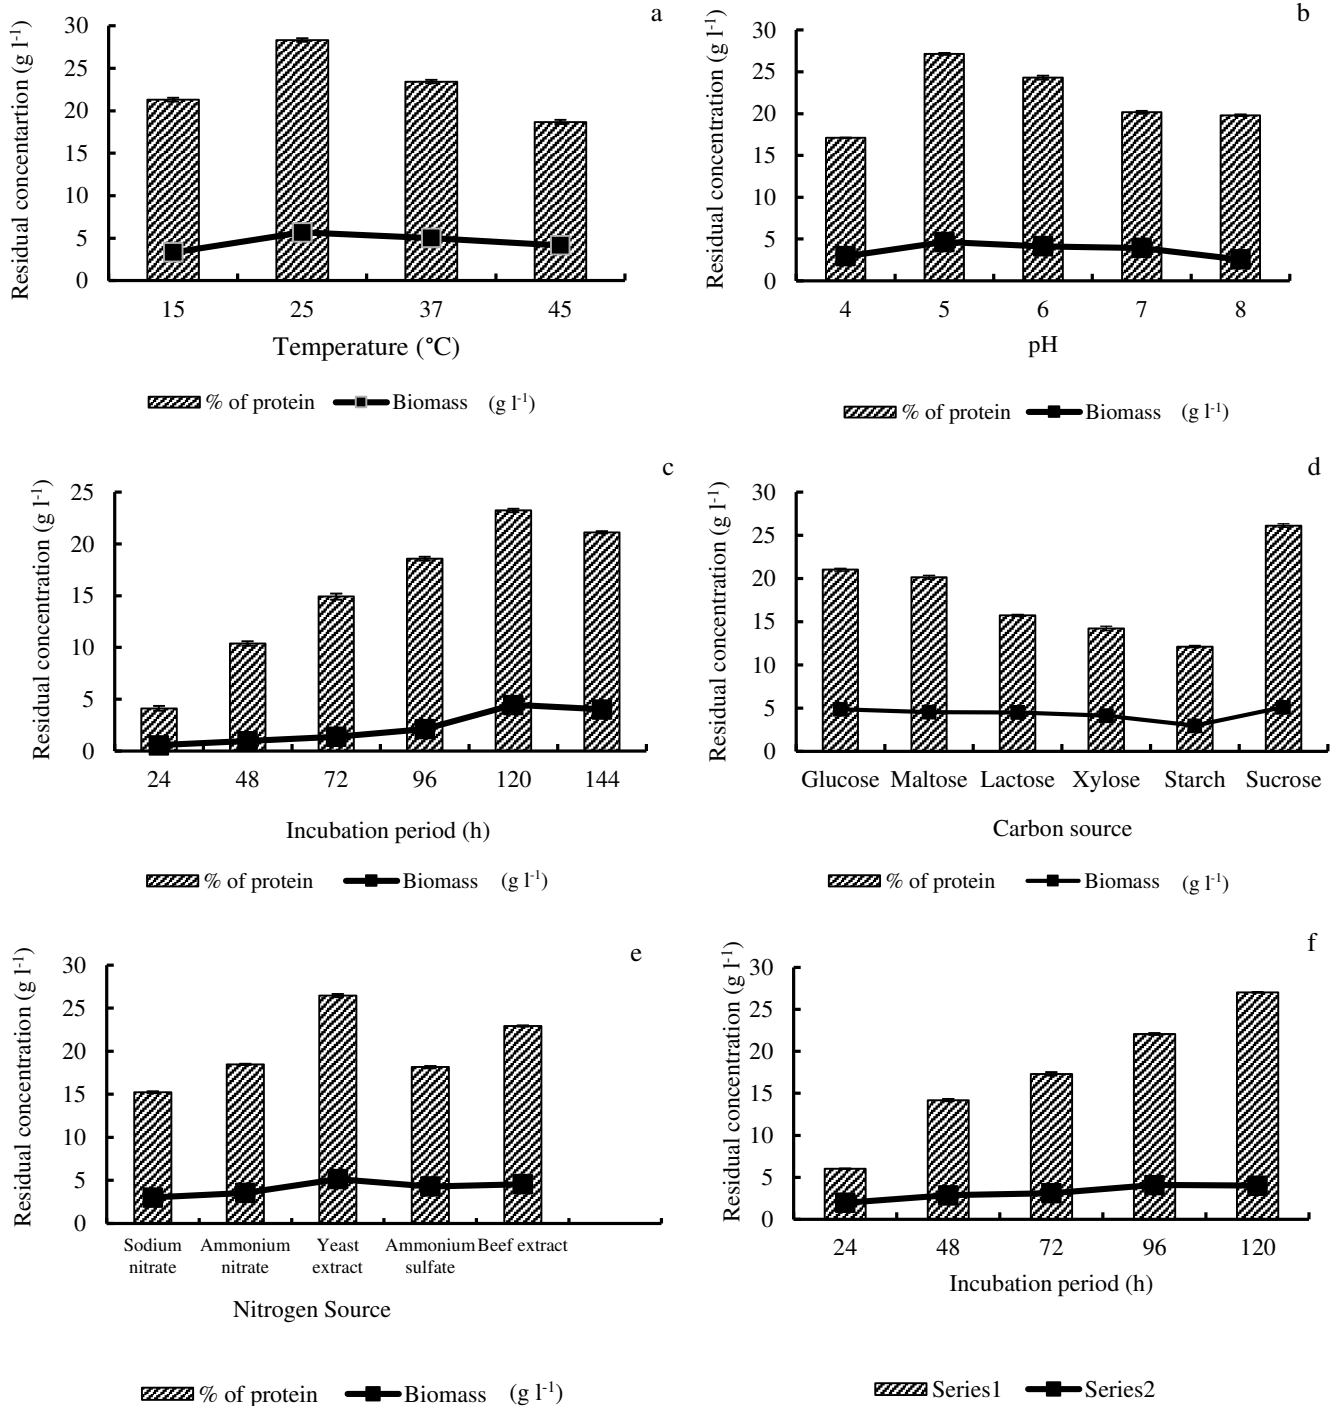 a
Residual concentartion (g l-1)
30
25
20
15
10
5
0
15 25 37 45
Temperature (°C)
% of protein Biomass (g l-1)
b
Residual concentration (g l-1)
30
25
20
15
10
5
0
4 5 6 7 8
pH
% of protein Biomass (g l-1)
c
Residual concentration (g l-1)
25
20
15
10
5
0
24 48 72 96 120 144
Incubation period (h)
% of protein Biomass (g l-1)
d
Residual concentration (g l-1)
30
25
20
15
10
5
0
Glucose Maltose Lactose Xylose Starch Sucrose
Carbon source
% of protein Biomass (g l-1)
e
Residual concentration (g l-1)
30
25
20
15
10
5
0
Sodium nitrate Ammonium nitrate Yeast extract Ammonium sulfate Beef extract
Nitrogen Source
% of protein Biomass (g l-1)
f
Residual concentration (g l-1)
30
25
20
15
10
5
0
24 48 72 96 120
Incubation period (h)
Series1 Series2